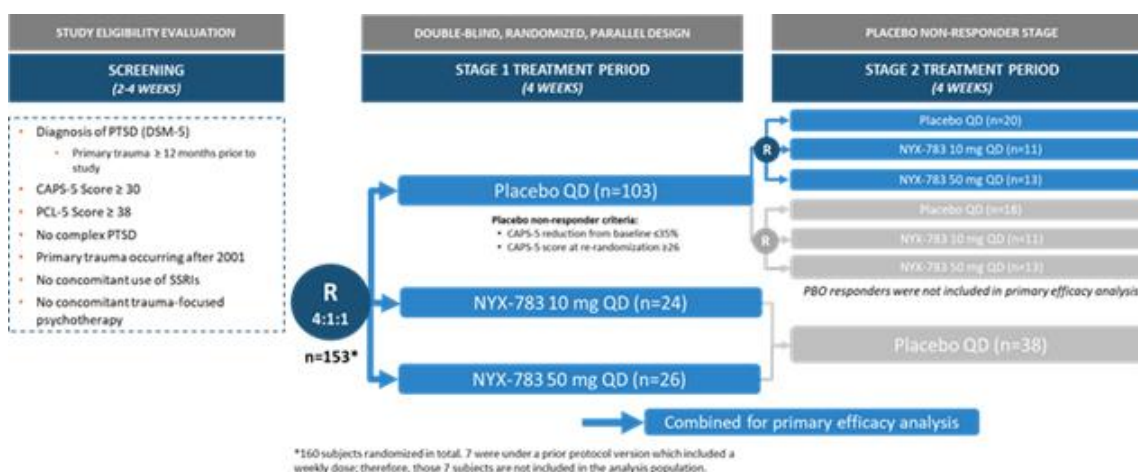 STUDY ELIGIBILITY EVALUATION
SCREENING
(2-4 WEEKS)
• Diagnosis of PTSD (DSM-5)
• Primary trauma ≥ 12 months prior to
study
• CAPS-5 Score ≥ 30
• PCL-5 Score ≥ 38
• No complex PTSD
• Primary trauma occurring after 2001
• No concomitant use of SSRIs
• No concomitant trauma-focused
psychotherapy
DOUBLE-BLIND, RANDOMIZED, PARALLEL DESIGN
STAGE 1 TREATMENT PERIOD
(4 WEEKS)
R
4:1:1
n=153*
Placebo QD (n=103)
Placebo non-responder criteria:
• CAPS-5 reduction from baseline ≤35%
• CAPS-5 score at re-randomization ≥26
NYX-783 10 mg QD (n=24)
NYX-783 50 mg QD (n=26)
PLACEBO NON-RESPONDER STAGE
STAGE 2 TREATMENT PERIOD
(4 WEEKS)
R
Placebo QD (n=20)
NYX-783 10 mg QD (n=11)
NYX-783 50 mg QD (n=13)
R
Placebo QD (n=16)
NYX-783 10 mg QD (n=11)
NYX-783 50 mg QD (n=13)
PBO responders were not included in primary efficacy analysis
Placebo QD (n=38)
Combined for primary efficacy analysis
*160 subjects randomized in total. 7 were under a prior protocol version which included a
weekly dose; therefore, those 7 subjects are not included in the analysis population.